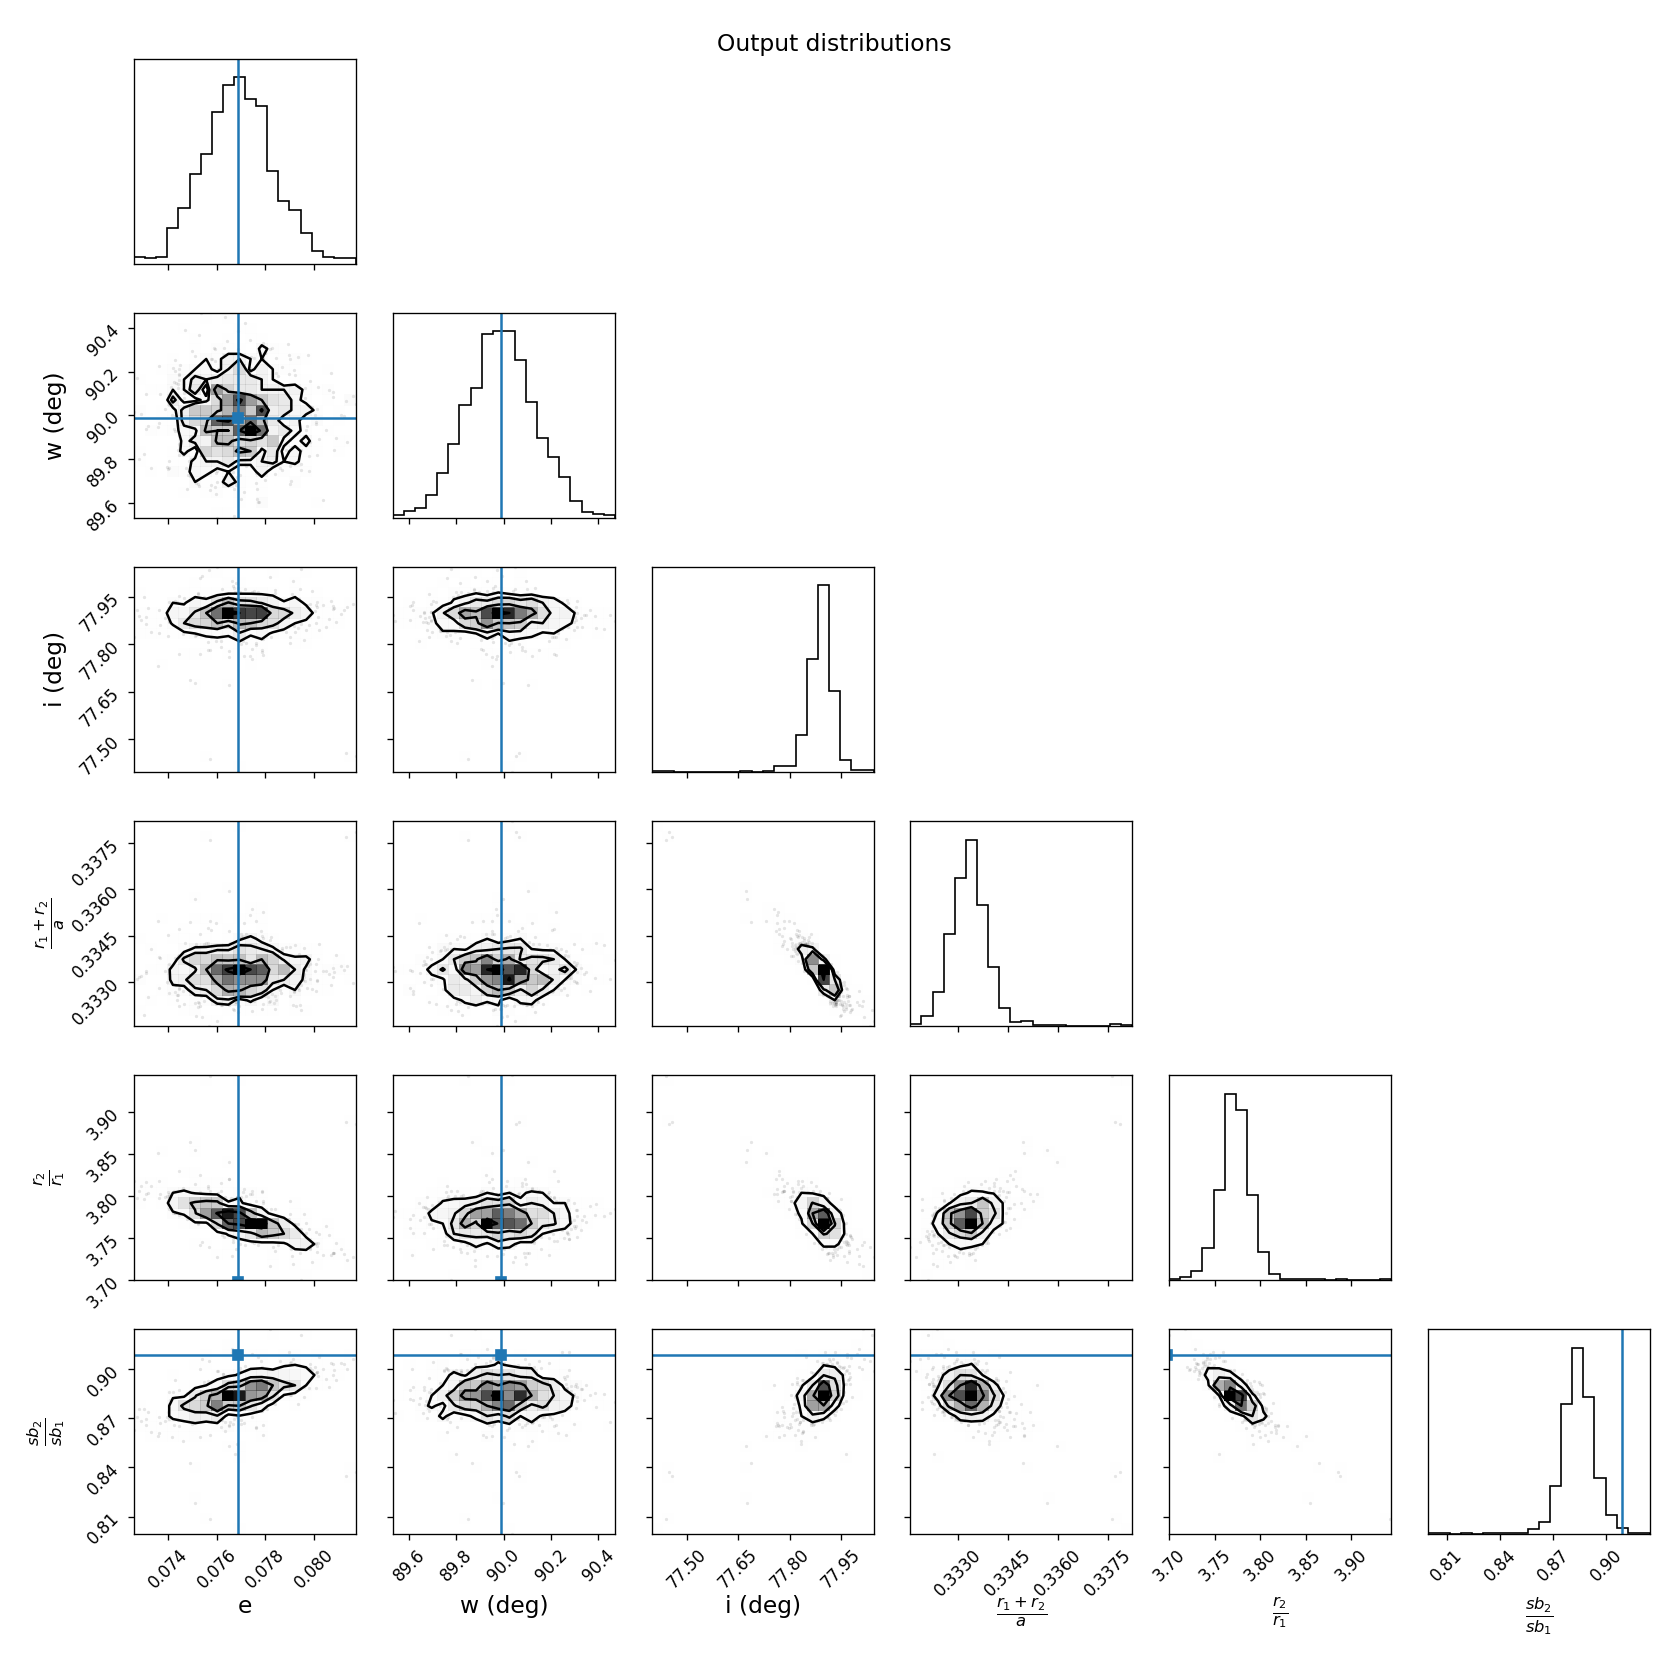 Output distributions
w (deg)
90.4
90.2
90.0
89.8
89.6
i (deg)
77.95
77.80
77.65
77.50
r₁ + r₂
a
0.3375
0.3360
0.3345
0.3330
r₂
r₁
3.90
3.85
3.80
3.75
3.70
sb₂
sb₁
0.90
0.87
0.84
0.81
0.074 0.076 0.078 0.080 89.6 89.8 90.0 90.2 90.4 77.50 77.65 77.80 77.95 0.3330 0.3345 0.3360 0.3375 3.70 3.75 3.80 3.85 3.90 0.81 0.84 0.87 0.90
e w (deg) i (deg)
r₁ + r₂
a
r₂
r₁
sb₂
sb₁